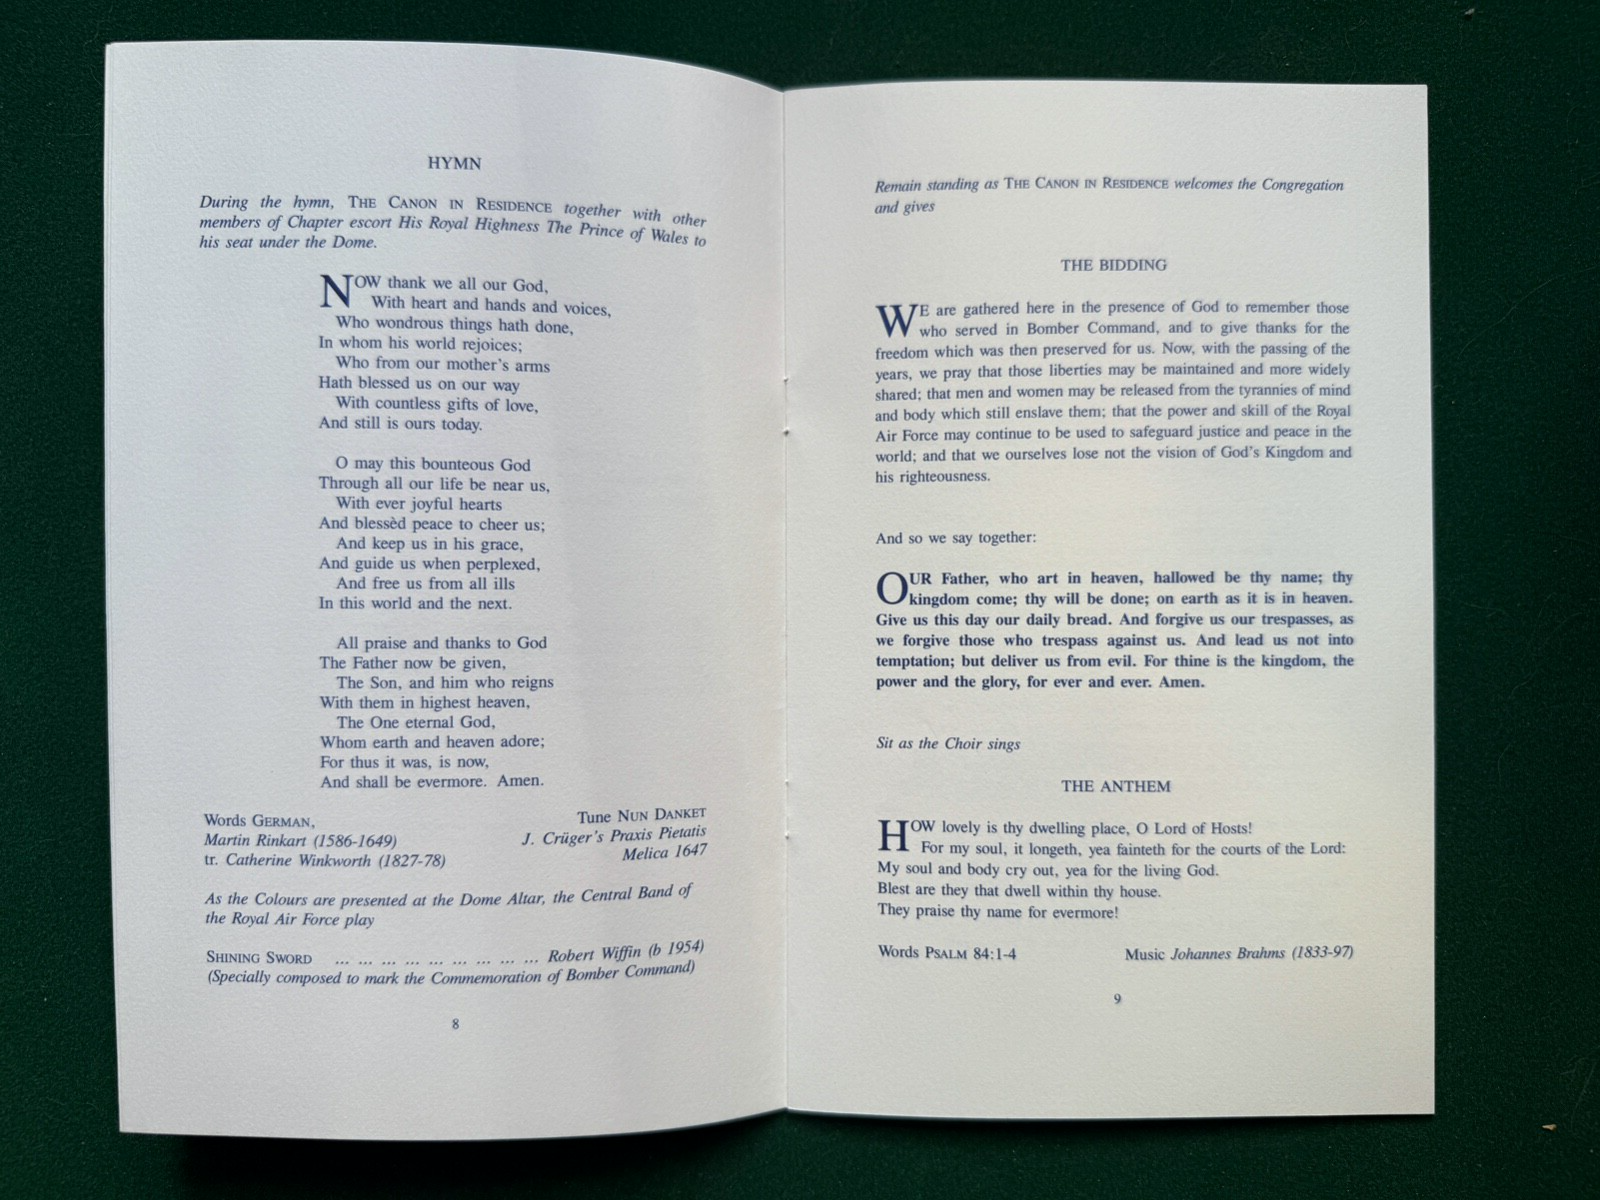 HYMN
During the hymn, THE CANON IN RESIDENCE together with other
members of Chapter escort His Royal Highness The Prince of Wales to
his seat under the Dome.
NOW thank we all our God,
With heart and hands and voices,
Who wondrous things hath done,
In whom his world rejoices;
Who from our mother's arms
Hath blessed us on our way
With countless gifts of love,
And still is ours today.
O may this bounteous God
Through all our life be near us,
With ever joyful hearts
And blessèd peace to cheer us;
And keep us in his grace,
And guide us when perplexed,
And free us from all ills
In this world and the next.
All praise and thanks to God
The Father now be given,
The Son, and him who reigns
With them in highest heaven,
The One eternal God,
Whom earth and heaven adore;
For thus it was, is now,
And shall be evermore. Amen.
Words GERMAN,
Martin Rinkart (1586-1649)
tr. Catherine Winkworth (1827-78)
Tune NUN DANKET
J. Crüger's Praxis Pietatis
Melica 1647
As the Colours are presented at the Dome Altar, the Central Band of
the Royal Air Force play
SHINING SWORD ... ... ... ... ... ... ... ... ... Robert Wiffin (b 1954)
(Specially composed to mark the Commemoration of Bomber Command)
8
Remain standing as THE CANON IN RESIDENCE welcomes the Congregation
and gives
THE BIDDING
WE are gathered here in the presence of God to remember those
who served in Bomber Command, and to give thanks for the
freedom which was then preserved for us. Now, with the passing of the
years, we pray that those liberties may be maintained and more widely
shared; that men and women may be released from the tyrannies of mind
and body which still enslave them; that the power and skill of the Royal
Air Force may continue to be used to safeguard justice and peace in the
world; and that we ourselves lose not the vision of God's Kingdom and
his righteousness.
And so we say together:
OUR Father, who art in heaven, hallowed be thy name; thy
kingdom come; thy will be done; on earth as it is in heaven.
Give us this day our daily bread. And forgive us our trespasses, as
we forgive those who trespass against us. And lead us not into
temptation; but deliver us from evil. For thine is the kingdom, the
power and the glory, for ever and ever. Amen.
Sit as the Choir sings
THE ANTHEM
HOW lovely is thy dwelling place, O Lord of Hosts!
For my soul, it longeth, yea fainteth for the courts of the Lord:
My soul and body cry out, yea for the living God.
Blest are they that dwell within thy house.
They praise thy name for evermore!
Words PSALM 84:1-4 Music Johannes Brahms (1833-97)
9